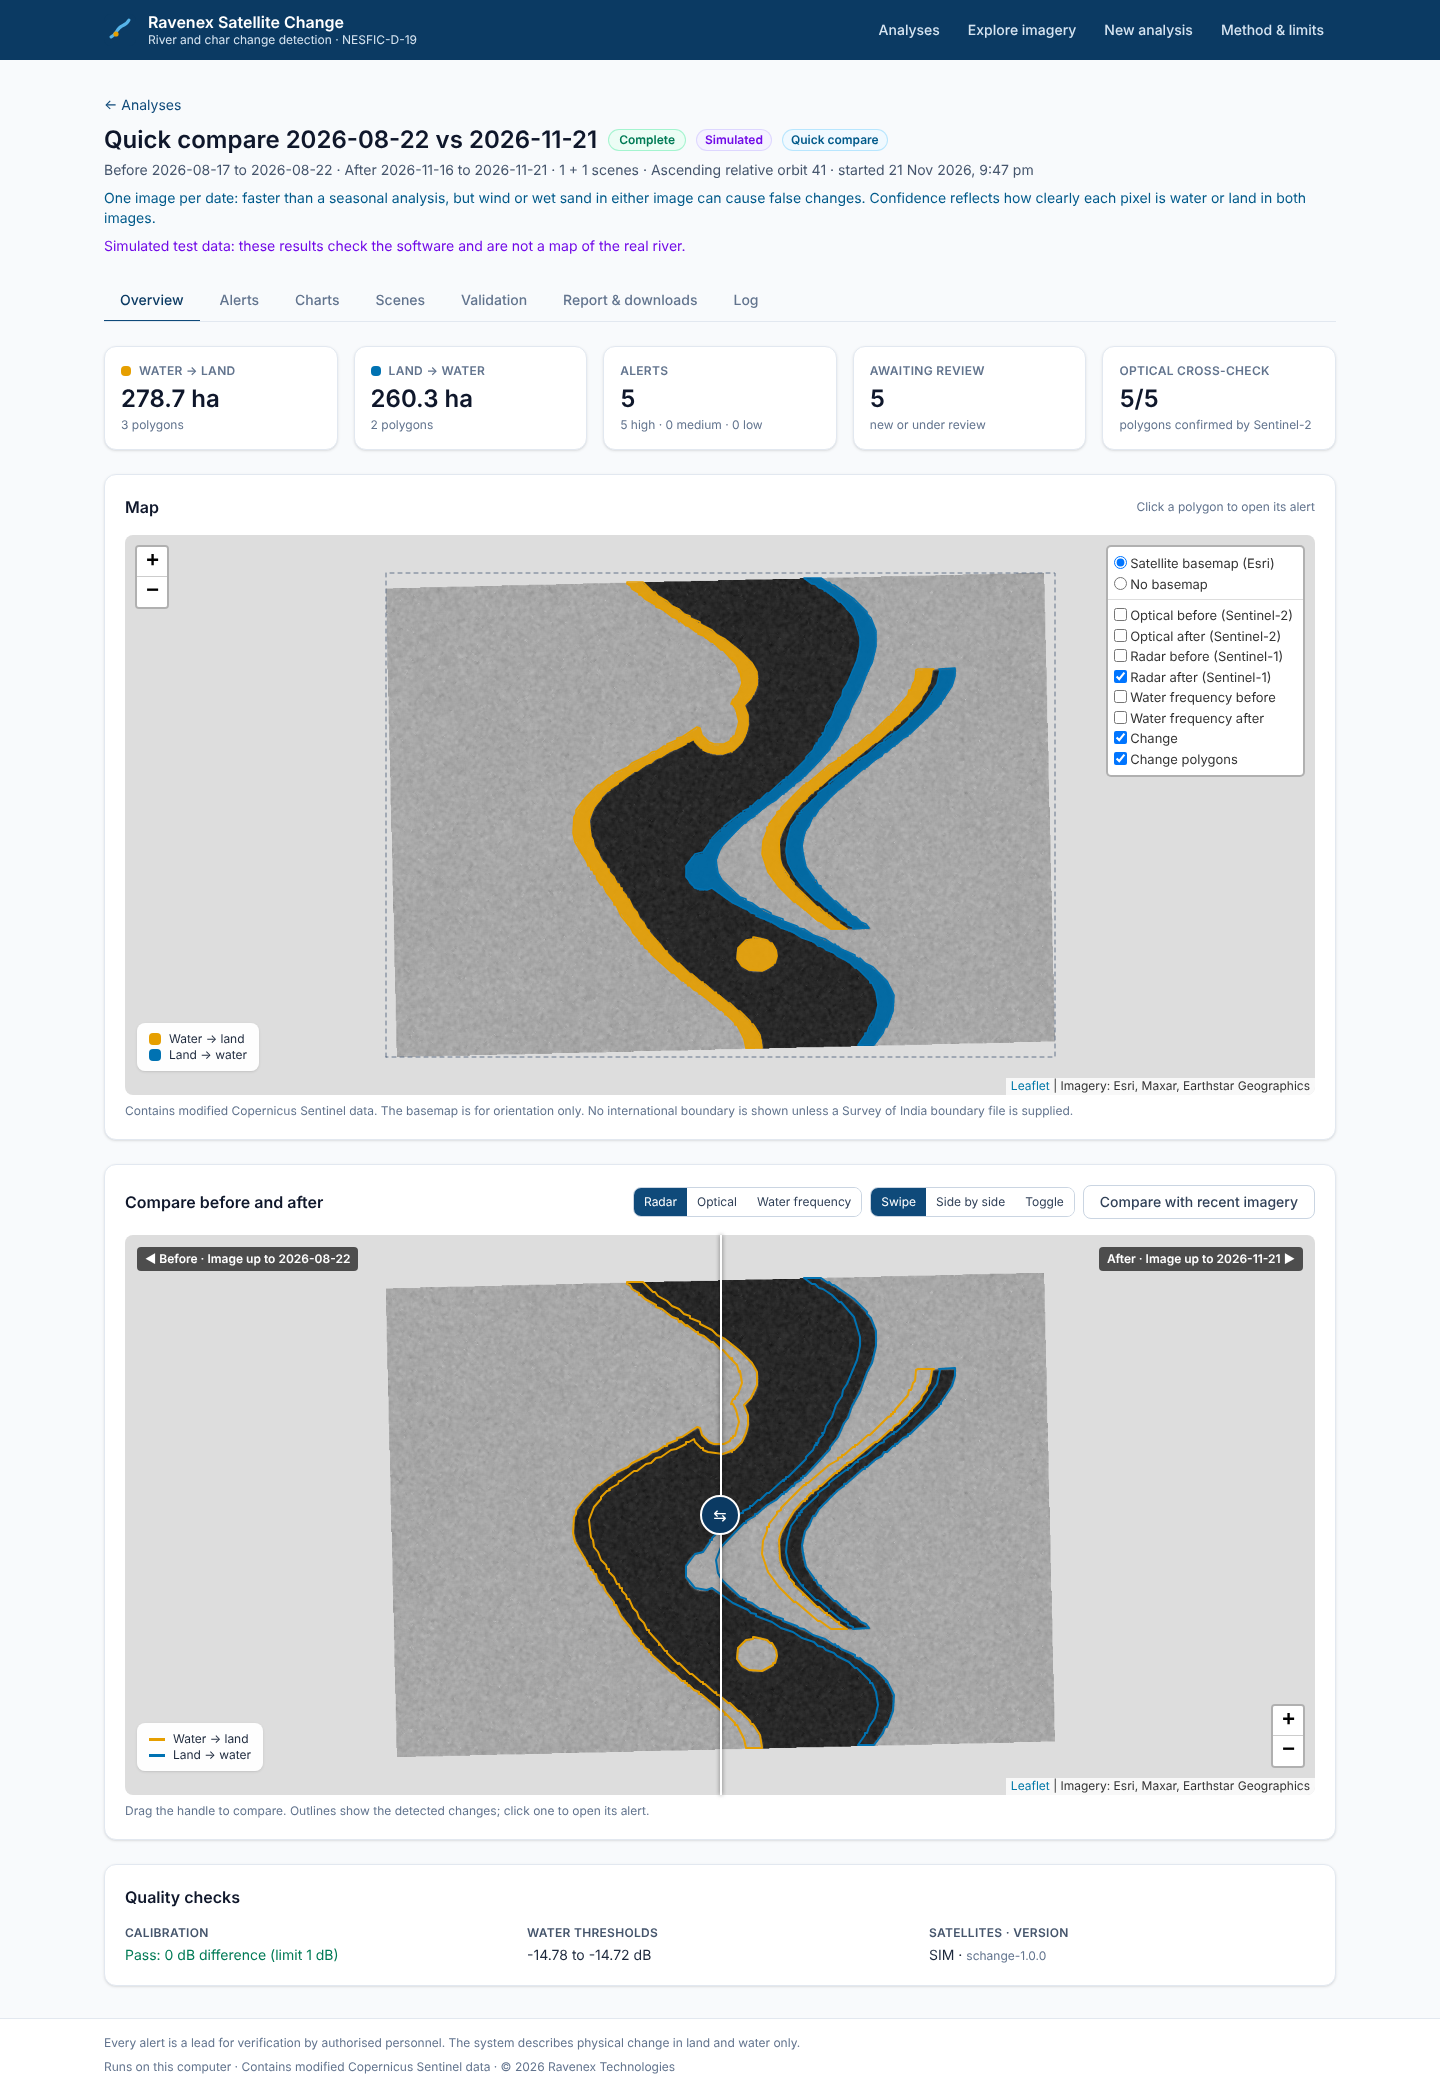 Ravenex Satellite Change
River and char change detection · NESFIC-D-19
Analyses
Explore imagery
New analysis
Method & limits
← Analyses
Quick compare 2026-08-22 vs 2026-11-21
Complete
Simulated
Quick compare
Before 2026-08-17 to 2026-08-22 · After 2026-11-16 to 2026-11-21 · 1 + 1 scenes · Ascending relative orbit 41 · started 21 Nov 2026, 9:47 pm
One image per date: faster than a seasonal analysis, but wind or wet sand in either image can cause false changes. Confidence reflects how clearly each pixel is water or land in both
images.
Simulated test data: these results check the software and are not a map of the real river.
Overview
Alerts
Charts
Scenes
Validation
Report & downloads
Log
WATER → LAND
278.7 ha
3 polygons
LAND → WATER
260.3 ha
2 polygons
ALERTS
5
5 high · 0 medium · 0 low
AWAITING REVIEW
5
new or under review
OPTICAL CROSS-CHECK
5/5
polygons confirmed by Sentinel-2
Map
Click a polygon to open its alert
+
−
Satellite basemap (Esri)
No basemap
Optical before (Sentinel-2)
Optical after (Sentinel-2)
Radar before (Sentinel-1)
Radar after (Sentinel-1)
Water frequency before
Water frequency after
Change
Change polygons
Water → land
Land → water
Leaflet | Imagery: Esri, Maxar, Earthstar Geographics
Contains modified Copernicus Sentinel data. The basemap is for orientation only. No international boundary is shown unless a Survey of India boundary file is supplied.
Compare before and after
Radar
Optical
Water frequency
Swipe
Side by side
Toggle
Compare with recent imagery
◀ Before · Image up to 2026-08-22
After · Image up to 2026-11-21 ▶
⇆
Water → land
Land → water
+
−
Leaflet | Imagery: Esri, Maxar, Earthstar Geographics
Drag the handle to compare. Outlines show the detected changes; click one to open its alert.
Quality checks
CALIBRATION
Pass: 0 dB difference (limit 1 dB)
WATER THRESHOLDS
-14.78 to -14.72 dB
SATELLITES · VERSION
SIM · schange-1.0.0
Every alert is a lead for verification by authorised personnel. The system describes physical change in land and water only.
Runs on this computer · Contains modified Copernicus Sentinel data · © 2026 Ravenex Technologies